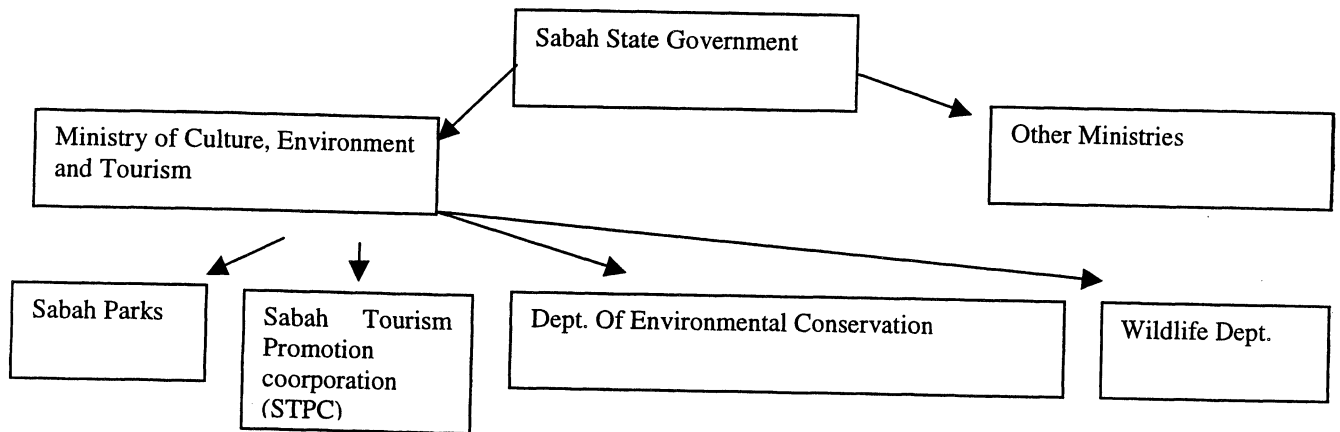 Sabah State Government
Ministry of Culture, Environment
and Tourism
Other Ministries
Sabah Parks
Sabah Tourism
Promotion
coorporation
(STPC)
Dept. Of Environmental Conservation
Wildlife Dept.